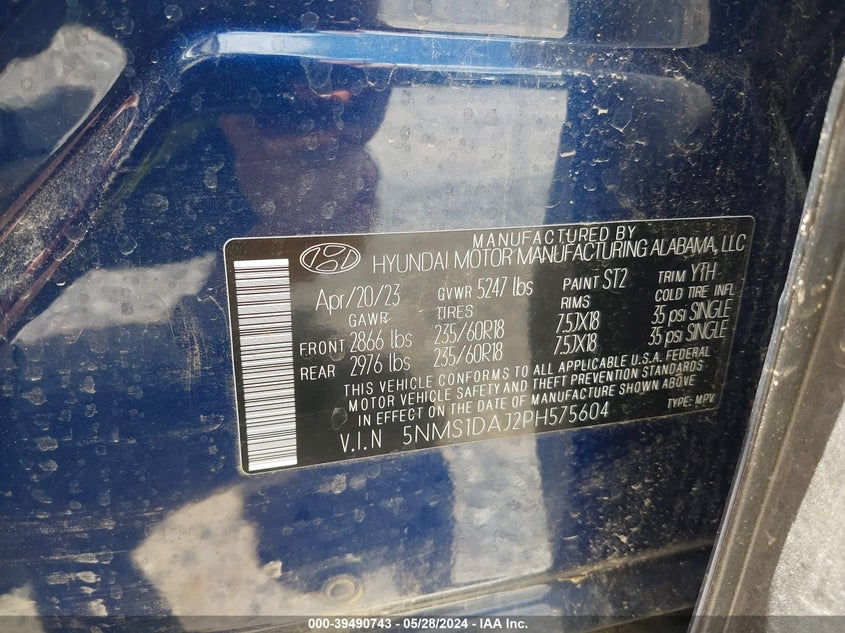 MANUFACTURED BY
HYUNDAI MOTOR MANUFACTURING ALABAMA, LLC
Apr/20/23 GVWR 5247 lbs PAINT ST2 TRIM YTH
GAWR TIRES RIMS COLD TIRE INFL
FRONT 2866 lbs 235/60R18 7.5JX18 35 psi SINGLE
REAR 2976 lbs 235/60R18 7.5JX18 35 psi SINGLE
THIS VEHICLE CONFORMS TO ALL APPLICABLE U.S.A. FEDERAL
MOTOR VEHICLE SAFETY AND THEFT PREVENTION STANDARDS
IN EFFECT ON THE DATE OF MANUFACTURE SHOWN ABOVE
V.I.N 5NMS1DAJ2PH575604 TYPE: MPV
000-39490743 / 05/28/2024 - IAA Inc.